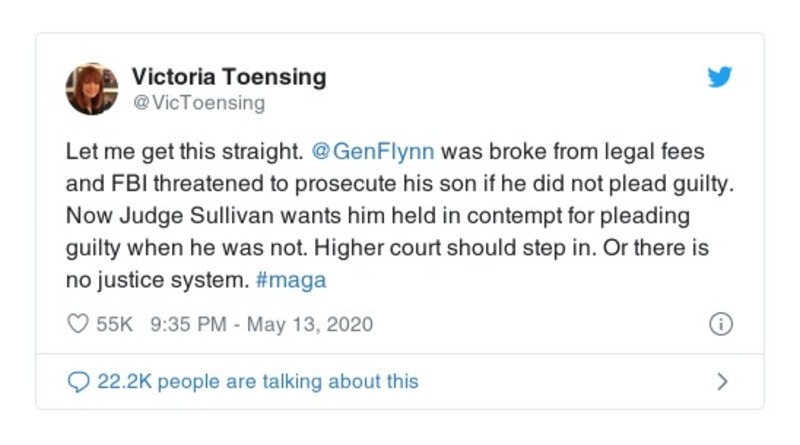 Victoria Toensing
@VicToensing
Let me get this straight. @GenFlynn was broke from legal fees
and FBI threatened to prosecute his son if he did not plead guilty.
Now Judge Sullivan wants him held in contempt for pleading
guilty when he was not. Higher court should step in. Or there is
no justice system. #maga
55K 9:35 PM - May 13, 2020
22.2K people are talking about this